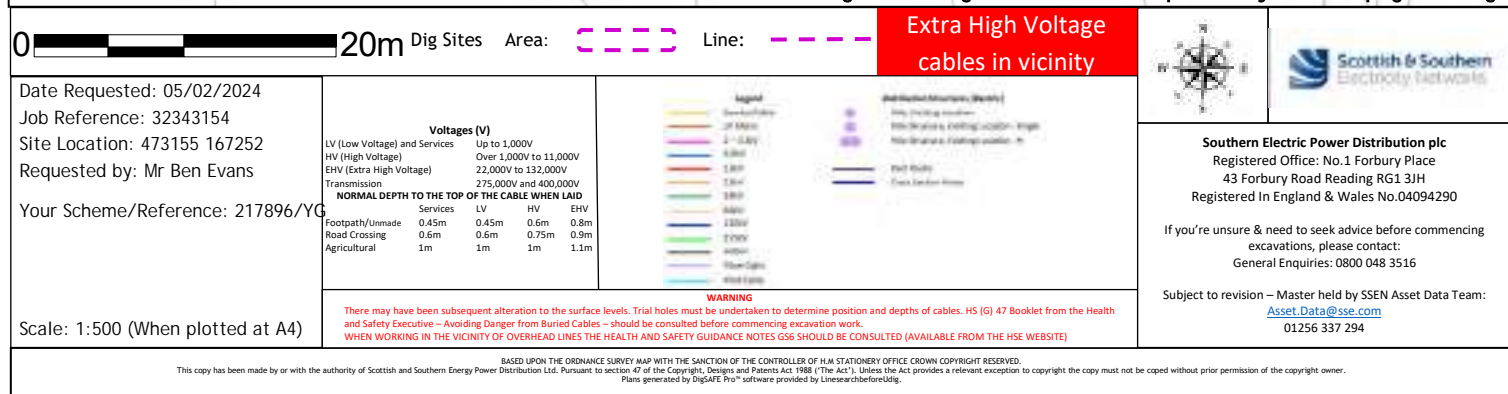 0 20m Dig Sites Area: Line:
Extra High Voltage
cables in vicinity
W E
Scottish & Southern
Electricity Networks
Date Requested: 05/02/2024
Job Reference: 32343154
Site Location: 473155 167252
Requested by: Mr Ben Evans
Your Scheme/Reference: 217896/YG
Scale: 1:500 (When plotted at A4)
Voltages (V)
LV (Low Voltage) and Services Up to 1,000V
HV (High Voltage) Over 1,000V to 11,000V
EHV (Extra High Voltage) 22,000V to 132,000V
Transmission 275,000V and 400,000V
NORMAL DEPTH TO THE TOP OF THE CABLE WHEN LAID
Services LV HV EHV
Footpath/Unmade 0.45m 0.45m 0.6m 0.8m
Road Crossing 0.6m 0.6m 0.75m 0.9m
Agricultural 1m 1m 1m 1.1m
Legend
LV Mains
WARNING
There may have been subsequent alteration to the surface levels. Trial holes must be undertaken to determine position and depths of cables. HS (G) 47 Booklet from the Health
and Safety Executive – Avoiding Danger from Buried Cables – should be consulted before commencing excavation work.
WHEN WORKING IN THE VICINITY OF OVERHEAD LINES THE HEALTH AND SAFETY GUIDANCE NOTES GS6 SHOULD BE CONSULTED (AVAILABLE FROM THE HSE WEBSITE)
Southern Electric Power Distribution plc
Registered Office: No.1 Forbury Place
43 Forbury Road Reading RG1 3JH
Registered In England & Wales No.04094290
If you're unsure & need to seek advice before commencing
excavations, please contact:
General Enquiries: 0800 048 3516
Subject to revision – Master held by SSEN Asset Data Team:
Asset.Data@sse.com
01256 337 294
BASED UPON THE ORDNANCE SURVEY MAP WITH THE SANCTION OF THE CONTROLLER OF H.M STATIONERY OFFICE CROWN COPYRIGHT RESERVED.
This copy has been made by or with the authority of Scottish and Southern Energy Power Distribution Ltd. Pursuant to section 47 of the Copyright, Designs and Patents Act 1988 ('The Act'). Unless the Act provides a relevant exception to copyright the copy must not be coped without prior permission of the copyright owner.
Plans generated by DigSAFE Pro™ software provided by LinesearchbeforeUdig.